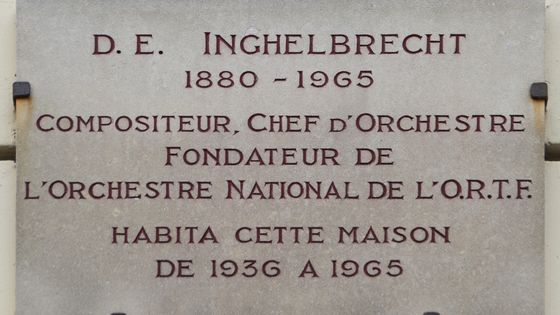 D. E. INGHELBRECHT
1880 - 1965
COMPOSITEUR, CHEF D'ORCHESTRE
FONDATEUR DE
L'ORCHESTRE NATIONAL DE L'O.R.T.F.
HABITA CETTE MAISON
DE 1936 A 1965